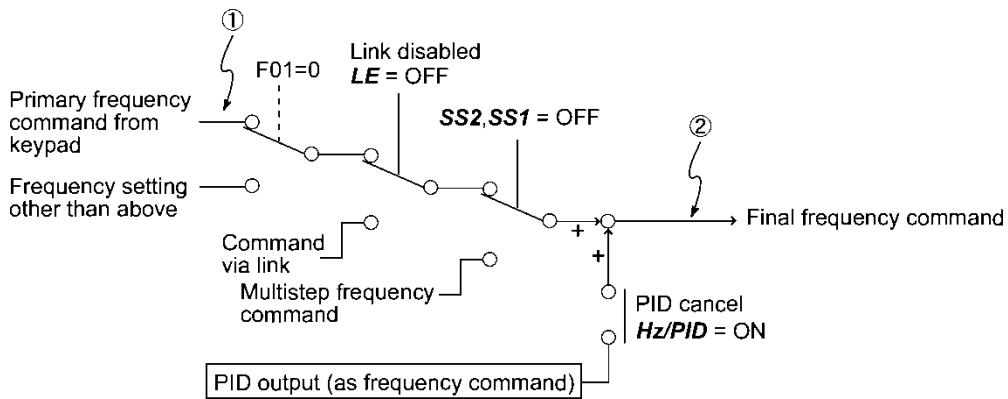 ①
F01=0
Link disabled
LE = OFF
SS2,SS1 = OFF
②
Primary frequency
command from
keypad
Frequency setting
other than above
Command
via link
Multistep frequency
command
+
+
Final frequency command
PID cancel
Hz/PID = ON
PID output (as frequency command)